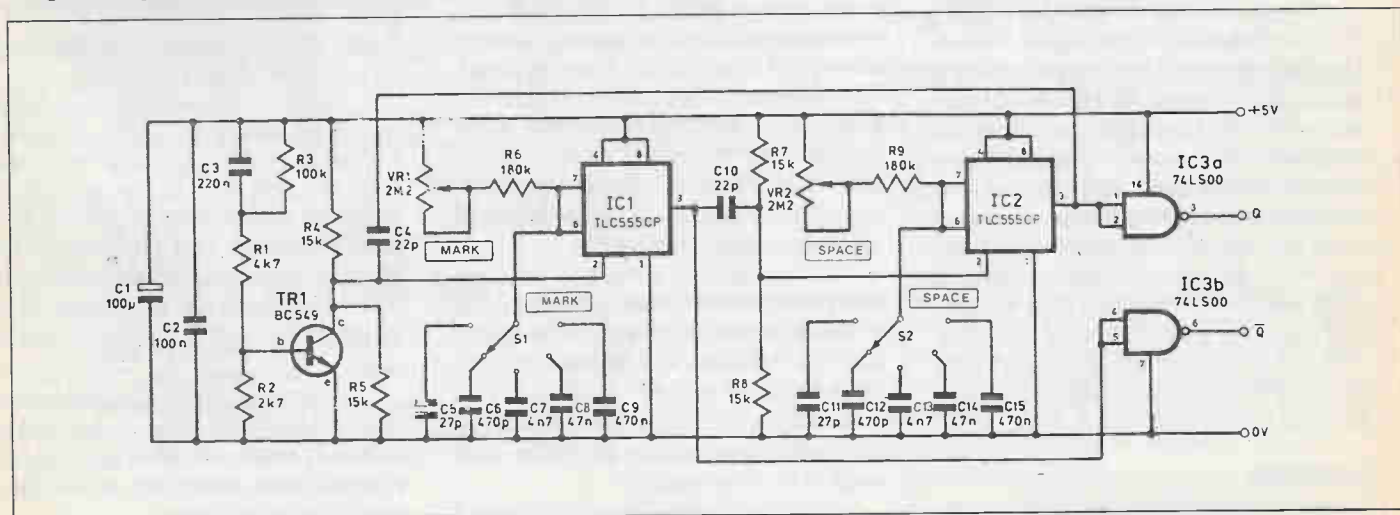 +5V
C3
220n
R3
100k
R4
15k
VR1
2M2
R6
180k
MARK
C4
22p
4
8
7
6
IC1
TLC555CP
3
2
1
C10
22p
R7
15k
VR2
2M2
R9
180k
SPACE
4
8
7
6
IC2
TLC555CP
3
2
1
2
14
IC3a
74LS00
3
Q
R1
4k7
C1
100µ
C2
100n
TR1
BC549
b
c
e
R2
2k7
R5
15k
MARK
S1
C5
27p
C6
470p
C7
4n7
C8
47n
C9
470n
R8
15k
SPACE
S2
C11
27p
C12
470p
C13
4n7
C14
47n
C15
470n
IC3b
74LS00
4
5
6
7
Q̅
0V